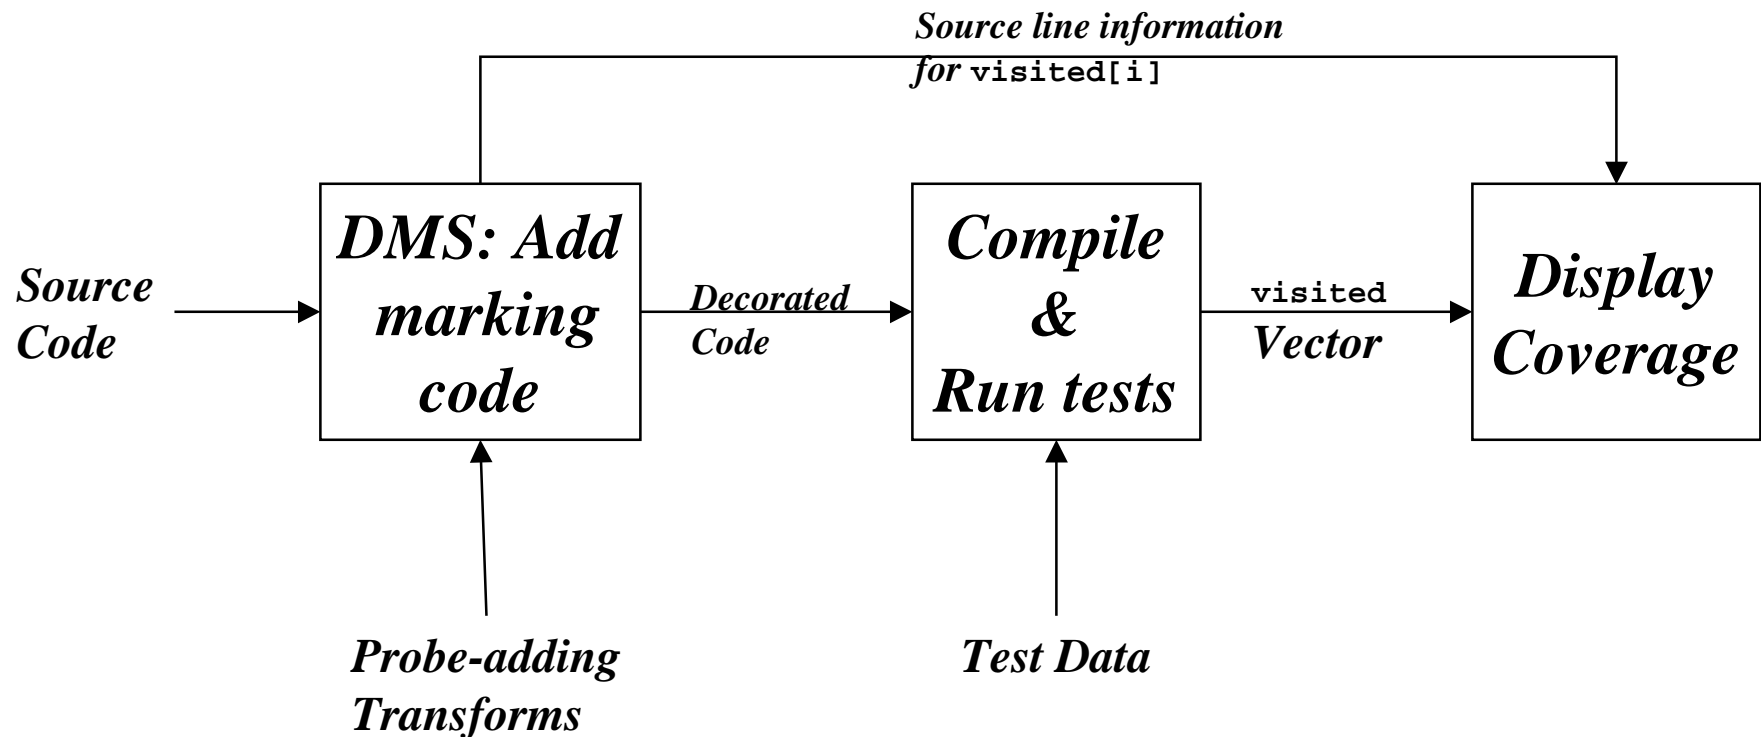 Source line information
for visited[i]
Source
Code
DMS: Add
marking
code
Decorated
Code
Compile
&
Run tests
visited
Vector
Display
Coverage
Probe-adding
Transforms
Test Data